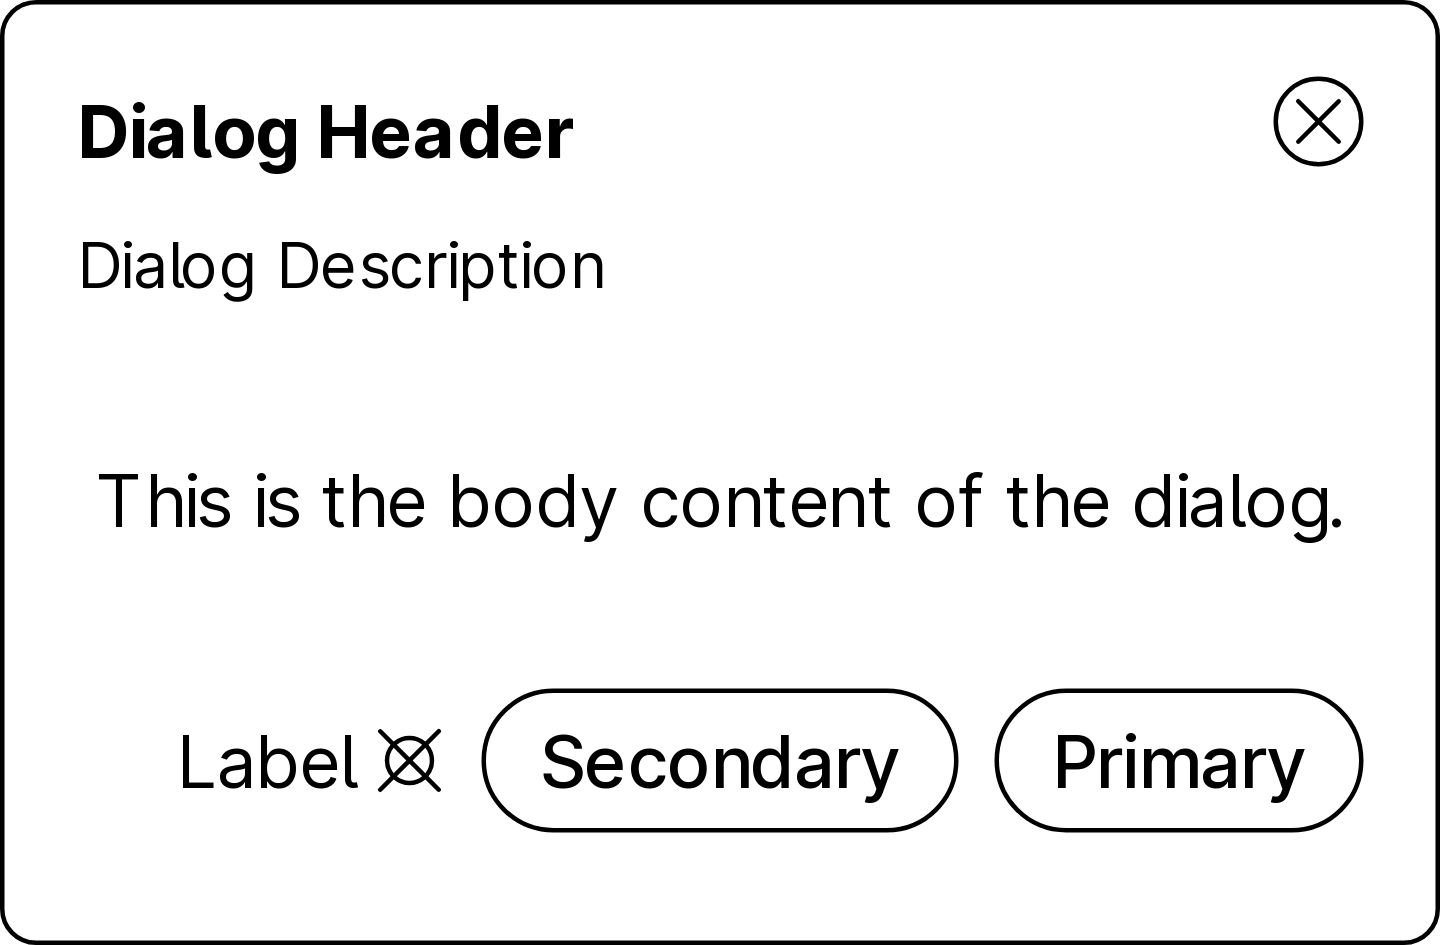 Dialog Header
Dialog Description
This is the body content of the dialog.
Label
Secondary
Primary